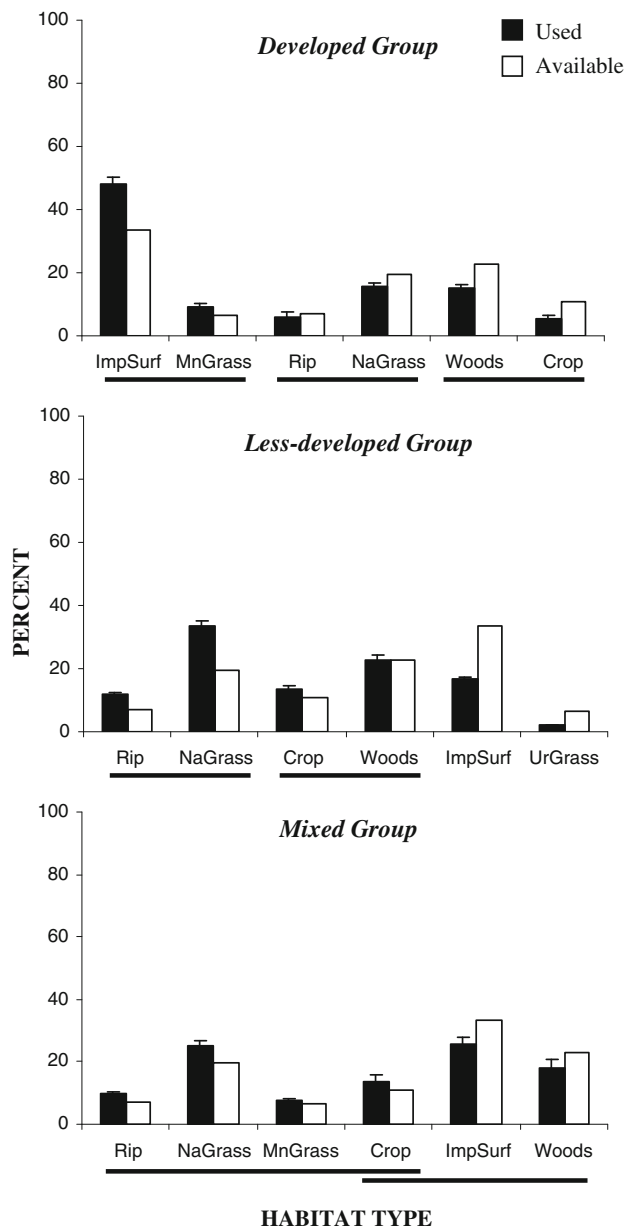 100
Developed Group
Used
Available
80
60
40
20
0
ImpSurf MnGrass Rip NaGrass Woods Crop
100
Less-developed Group
80
60
40
20
0
Rip NaGrass Crop Woods ImpSurf UrGrass
PERCENT
100
Mixed Group
80
60
40
20
0
Rip NaGrass MnGrass Crop ImpSurf Woods
HABITAT TYPE